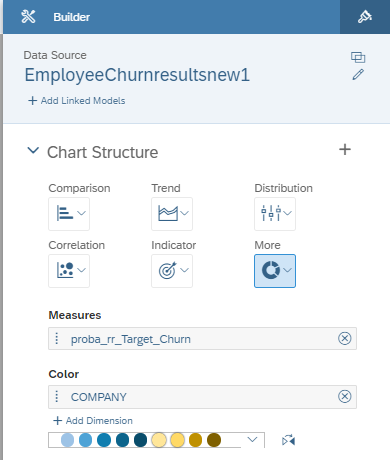 Builder
Data Source
EmployeeChurnresultsnew1
+ Add Linked Models
Chart Structure
Comparison Trend Distribution
Correlation Indicator More
Measures
proba_rr_Target_Churn
Color
COMPANY
+ Add Dimension